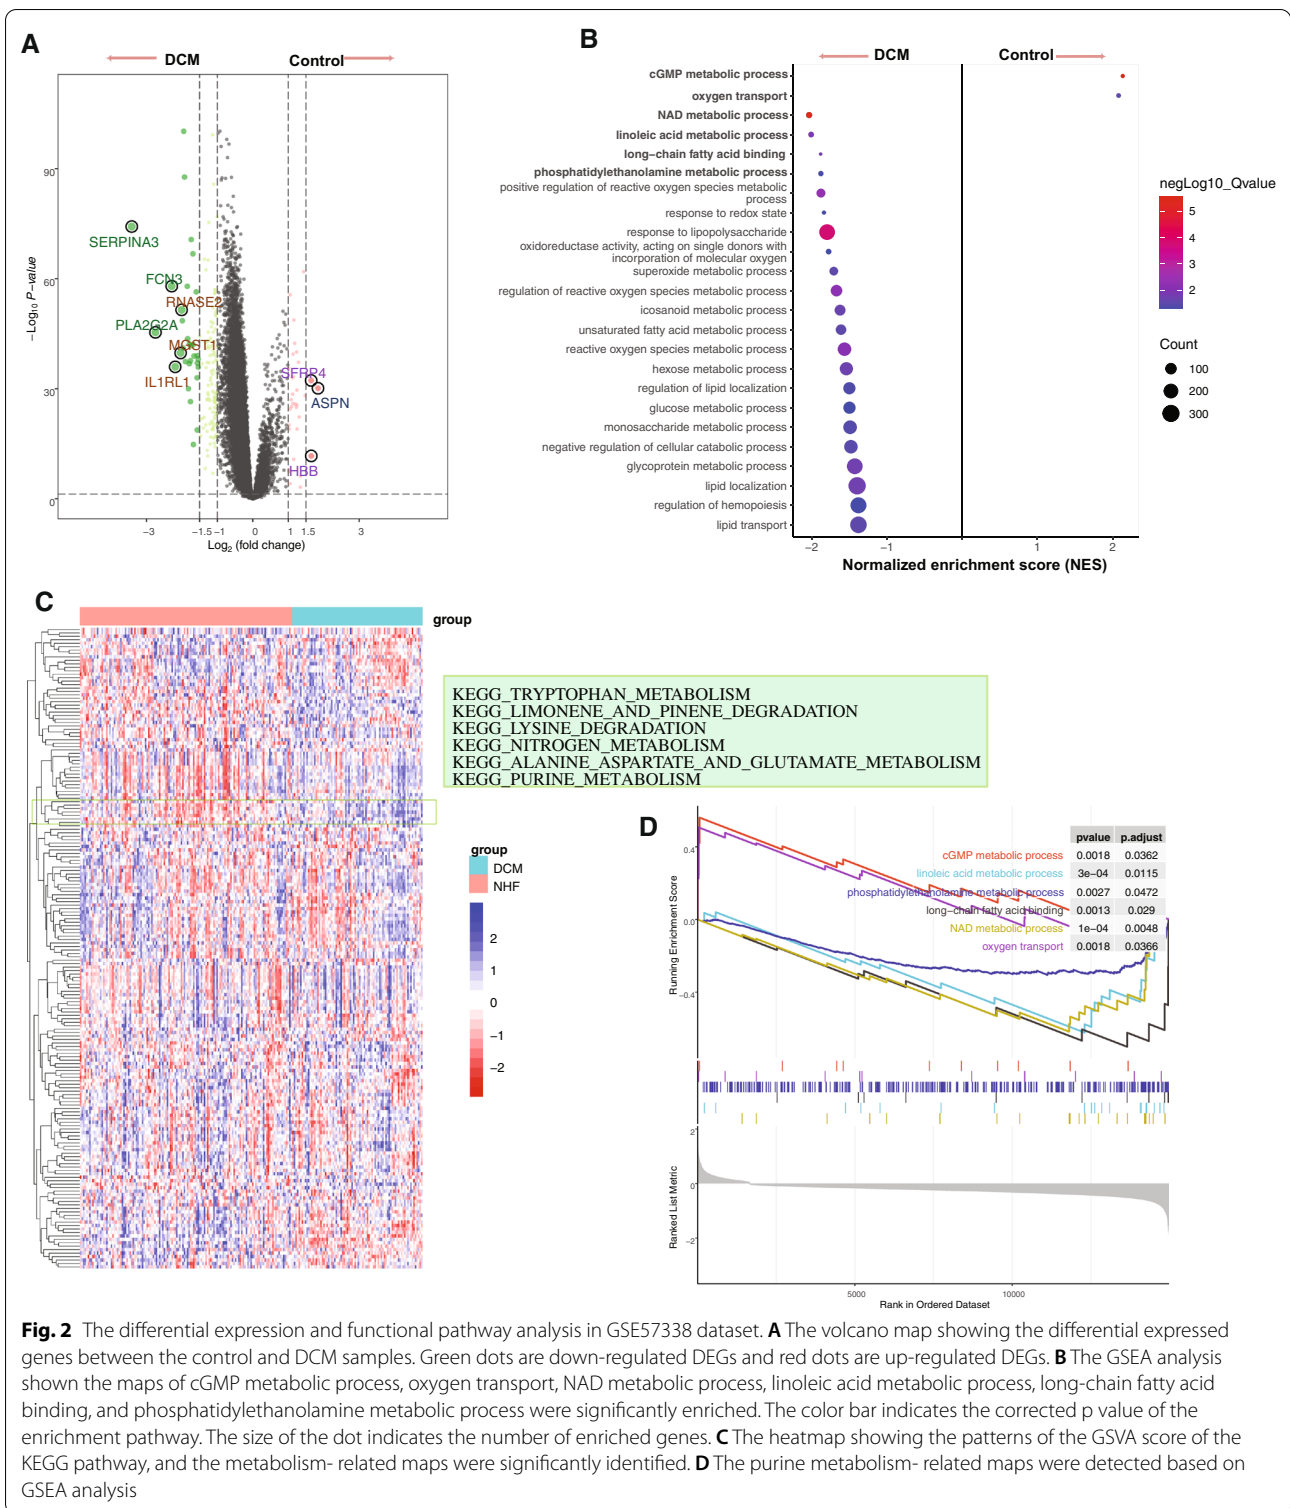 A
DCM
Control
−Log10 P−value
90
60
30
0
SERPINA3
FCN3
RNASE2
PLA2G2A
MGST1
IL1RL1
SFRP4
ASPN
HBB
−3
−1.5
−1
0
1
1.5
3
Log2 (fold change)
B
DCM
Control
cGMP metabolic process
oxygen transport
NAD metabolic process
linoleic acid metabolic process
long−chain fatty acid binding
phosphatidylethanolamine metabolic process
positive regulation of reactive oxygen species metabolic
process
response to redox state
response to lipopolysaccharide
oxidoreductase activity, acting on single donors with
incorporation of molecular oxygen
superoxide metabolic process
regulation of reactive oxygen species metabolic process
icosanoid metabolic process
unsaturated fatty acid metabolic process
reactive oxygen species metabolic process
hexose metabolic process
regulation of lipid localization
glucose metabolic process
monosaccharide metabolic process
negative regulation of cellular catabolic process
glycoprotein metabolic process
lipid localization
regulation of hemopoiesis
lipid transport
−2
−1
1
2
Normalized enrichment score (NES)
negLog10_Qvalue
5
4
3
2
Count
100
200
300
C
group
KEGG_TRYPTOPHAN_METABOLISM
KEGG_LIMONENE_AND_PINENE_DEGRADATION
KEGG_LYSINE_DEGRADATION
KEGG_NITROGEN_METABOLISM
KEGG_ALANINE_ASPARTATE_AND_GLUTAMATE_METABOLISM
KEGG_PURINE_METABOLISM
group
DCM
NHF
2
1
0
−1
−2
D
Running Enrichment Score
0.4
0.0
−0.4
pvalue p.adjust
cGMP metabolic process 0.0018 0.0362
linoleic acid metabolic process 3e−04 0.0115
phosphatidylethanolamine metabolic process 0.0027 0.0472
long−chain fatty acid binding 0.0013 0.029
NAD metabolic process 1e−04 0.0048
oxygen transport 0.0018 0.0366
Ranked List Metric
2
0
−2
5000
10000
Rank in Ordered Dataset
Fig. 2 The differential expression and functional pathway analysis in GSE57338 dataset. A The volcano map showing the differential expressed
genes between the control and DCM samples. Green dots are down-regulated DEGs and red dots are up-regulated DEGs. B The GSEA analysis
shown the maps of cGMP metabolic process, oxygen transport, NAD metabolic process, linoleic acid metabolic process, long-chain fatty acid
binding, and phosphatidylethanolamine metabolic process were significantly enriched. The color bar indicates the corrected p value of the
enrichment pathway. The size of the dot indicates the number of enriched genes. C The heatmap showing the patterns of the GSVA score of the
KEGG pathway, and the metabolism- related maps were significantly identified. D The purine metabolism- related maps were detected based on
GSEA analysis